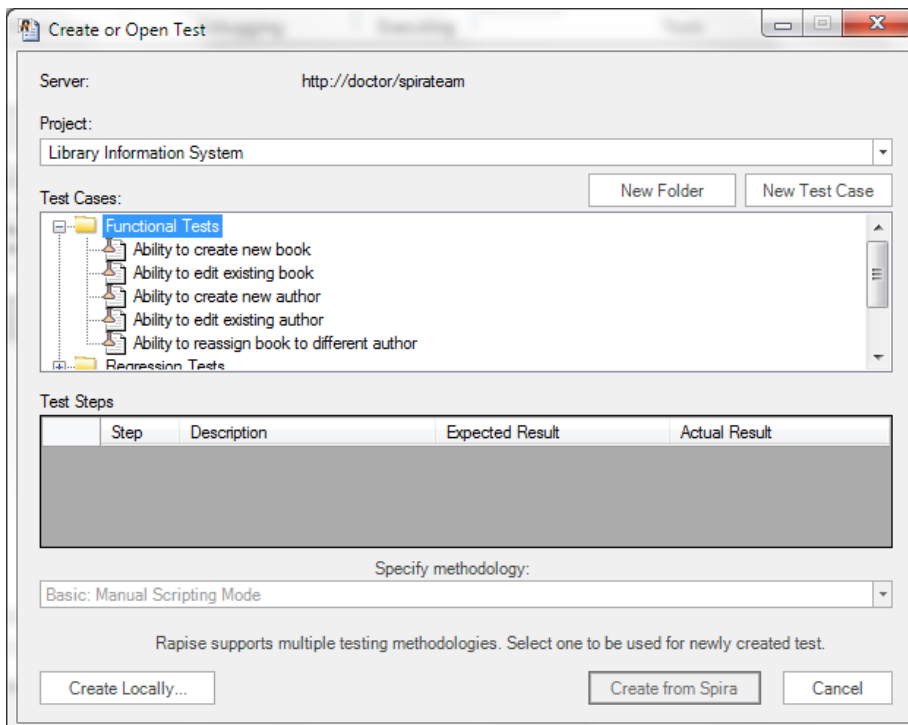 Create or Open Test
Server: http://doctor/spirateam
Project:
Library Information System
New Folder New Test Case
Test Cases:
Functional Tests
Ability to create new book
Ability to edit existing book
Ability to create new author
Ability to edit existing author
Ability to reassign book to different author
Regression Tests
Test Steps
Step Description Expected Result Actual Result
Specify methodology:
Basic: Manual Scripting Mode
Rapise supports multiple testing methodologies. Select one to be used for newly created test.
Create Locally... Create from Spira Cancel